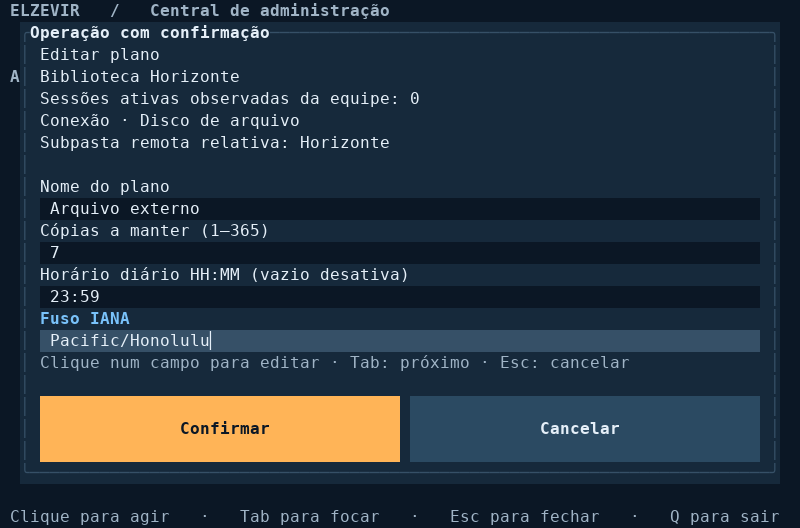 ELZEVIR / Central de administração
Operação com confirmação
Editar plano
A
Biblioteca Horizonte
Sessões ativas observadas da equipe: 0
Conexão · Disco de arquivo
Subpasta remota relativa: Horizonte
Nome do plano
Arquivo externo
Cópias a manter (1–365)
7
Horário diário HH:MM (vazio desativa)
23:59
Fuso IANA
Pacific/Honolulu
Clique num campo para editar · Tab: próximo · Esc: cancelar
Confirmar Cancelar
Clique para agir · Tab para focar · Esc para fechar · Q para sair